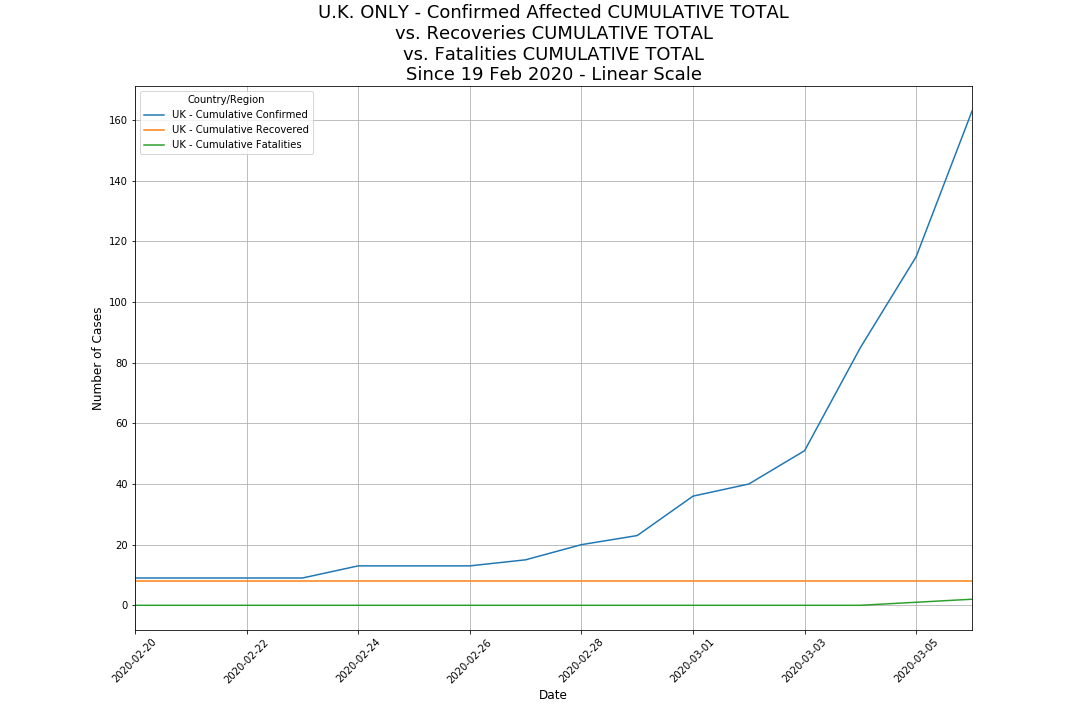 U.K. ONLY - Confirmed Affected CUMULATIVE TOTAL
vs. Recoveries CUMULATIVE TOTAL
vs. Fatalities CUMULATIVE TOTAL
Since 19 Feb 2020 - Linear Scale
Country/Region
UK - Cumulative Confirmed
UK - Cumulative Recovered
UK - Cumulative Fatalities
Number of Cases
160
140
120
100
80
60
40
20
0
2020-02-20
2020-02-22
2020-02-24
2020-02-26
2020-02-28
2020-03-01
2020-03-03
2020-03-05
Date